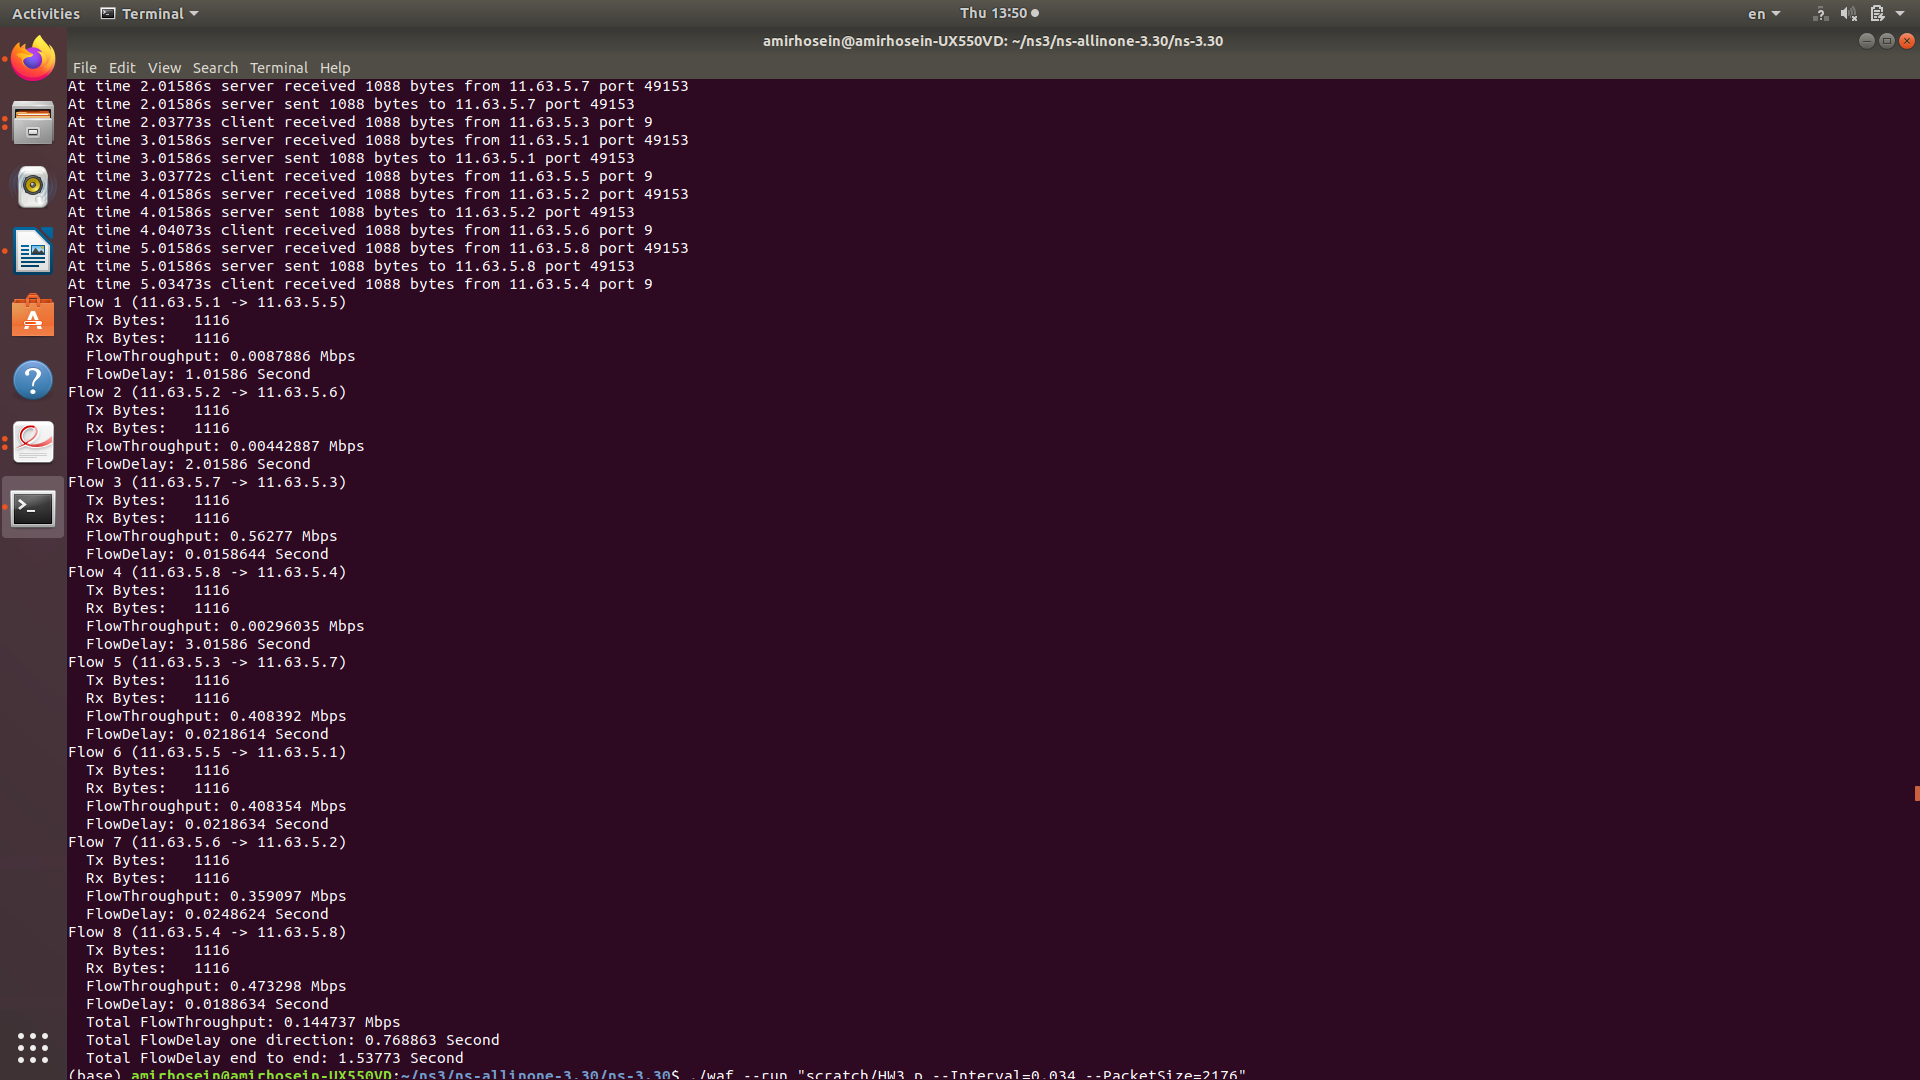 Activities Terminal Thu 13:50 en
amirhosein@amirhosein-UX550VD: ~/ns3/ns-allinone-3.30/ns-3.30
File Edit View Search Terminal Help
At time 2.01586s server received 1088 bytes from 11.63.5.7 port 49153
At time 2.01586s server sent 1088 bytes to 11.63.5.7 port 49153
At time 2.03773s client received 1088 bytes from 11.63.5.3 port 9
At time 3.01586s server received 1088 bytes from 11.63.5.1 port 49153
At time 3.01586s server sent 1088 bytes to 11.63.5.1 port 49153
At time 3.03772s client received 1088 bytes from 11.63.5.5 port 9
At time 4.01586s server received 1088 bytes from 11.63.5.2 port 49153
At time 4.01586s server sent 1088 bytes to 11.63.5.2 port 49153
At time 4.04073s client received 1088 bytes from 11.63.5.6 port 9
At time 5.01586s server received 1088 bytes from 11.63.5.8 port 49153
At time 5.01586s server sent 1088 bytes to 11.63.5.8 port 49153
At time 5.03473s client received 1088 bytes from 11.63.5.4 port 9
Flow 1 (11.63.5.1 -> 11.63.5.5)
  Tx Bytes:   1116
  Rx Bytes:   1116
  FlowThroughput: 0.0087886 Mbps
  FlowDelay: 1.01586 Second
Flow 2 (11.63.5.2 -> 11.63.5.6)
  Tx Bytes:   1116
  Rx Bytes:   1116
  FlowThroughput: 0.00442887 Mbps
  FlowDelay: 2.01586 Second
Flow 3 (11.63.5.7 -> 11.63.5.3)
  Tx Bytes:   1116
  Rx Bytes:   1116
  FlowThroughput: 0.56277 Mbps
  FlowDelay: 0.0158644 Second
Flow 4 (11.63.5.8 -> 11.63.5.4)
  Tx Bytes:   1116
  Rx Bytes:   1116
  FlowThroughput: 0.00296035 Mbps
  FlowDelay: 3.01586 Second
Flow 5 (11.63.5.3 -> 11.63.5.7)
  Tx Bytes:   1116
  Rx Bytes:   1116
  FlowThroughput: 0.408392 Mbps
  FlowDelay: 0.0218614 Second
Flow 6 (11.63.5.5 -> 11.63.5.1)
  Tx Bytes:   1116
  Rx Bytes:   1116
  FlowThroughput: 0.408354 Mbps
  FlowDelay: 0.0218634 Second
Flow 7 (11.63.5.6 -> 11.63.5.2)
  Tx Bytes:   1116
  Rx Bytes:   1116
  FlowThroughput: 0.359097 Mbps
  FlowDelay: 0.0248624 Second
Flow 8 (11.63.5.4 -> 11.63.5.8)
  Tx Bytes:   1116
  Rx Bytes:   1116
  FlowThroughput: 0.473298 Mbps
  FlowDelay: 0.0188634 Second
  Total FlowThroughput: 0.144737 Mbps
  Total FlowDelay one direction: 0.768863 Second
  Total FlowDelay end to end: 1.53773 Second
(base) amirhosein@amirhosein-UX550VD:~/ns3/ns-allinone-3.30/ns-3.30$ ./waf --run "scratch/HW3_p --Interval=0.034 --PacketSize=2176"